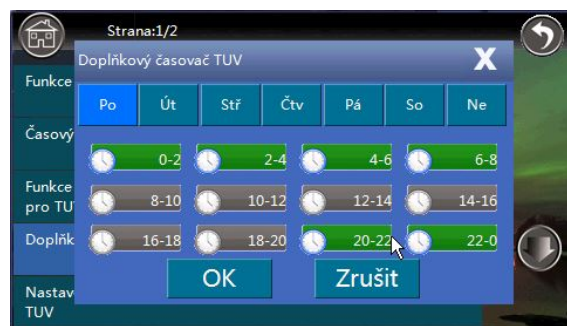 Strana:1/2
Doplňkový časovač TUV
X
Funkce
Po Út Stř Čtv Pá So Ne
Časový
0-2 2-4 4-6 6-8
Funkce
pro TU
8-10 10-12 12-14 14-16
Doplňk
16-18 18-20 20-22 22-0
OK Zrušit
Nastav
TUV